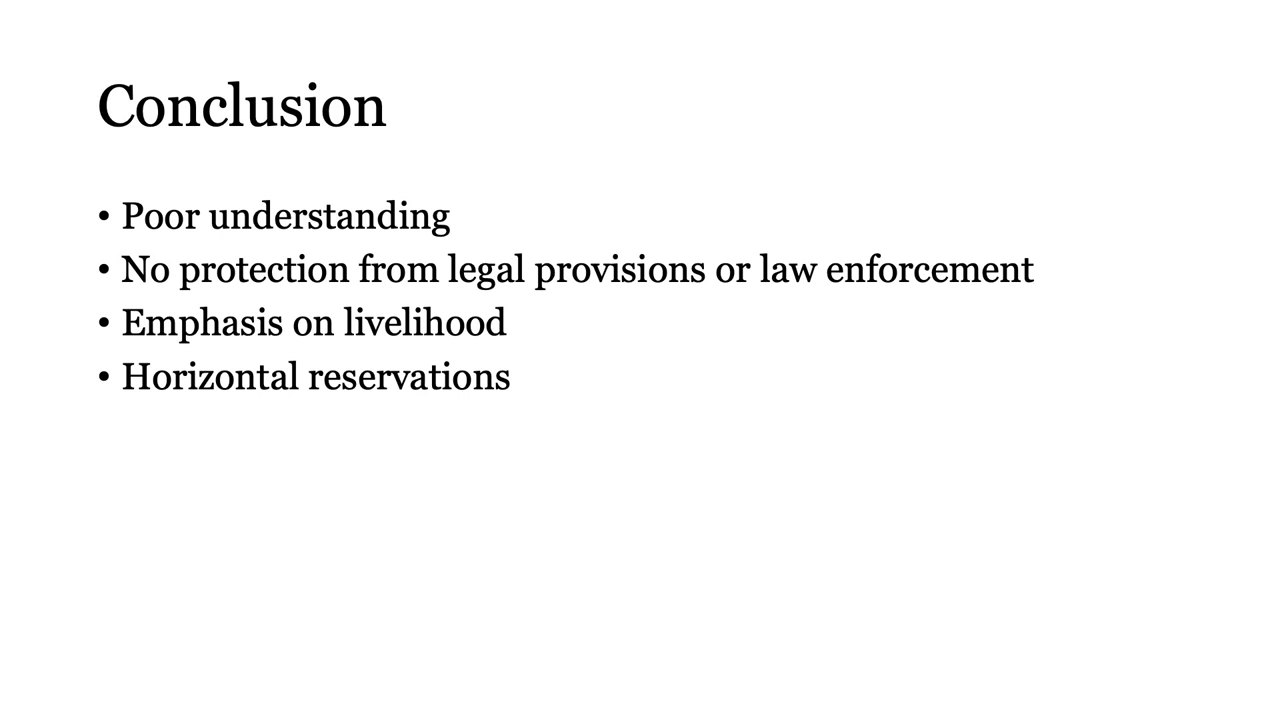 Conclusion
• Poor understanding
• No protection from legal provisions or law enforcement
• Emphasis on livelihood
• Horizontal reservations